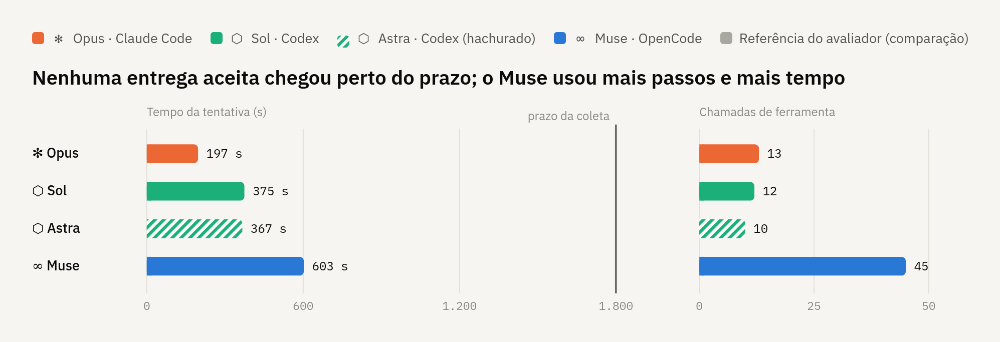 ✻ Opus · Claude Code ⬡ Sol · Codex ⬡ Astra · Codex (hachurado) ∞ Muse · OpenCode Referência do avaliador (comparação)
Nenhuma entrega aceita chegou perto do prazo; o Muse usou mais passos e mais tempo
Tempo da tentativa (s) prazo da coleta Chamadas de ferramenta
✻ Opus 197 s 13
⬡ Sol 375 s 12
⬡ Astra 367 s 10
∞ Muse 603 s 45
0 600 1.200 1.800 0 25 50